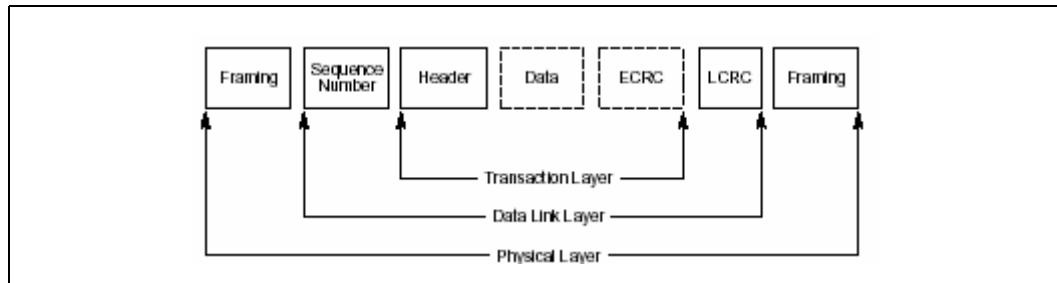 Framing
Sequence
Number
Header
Data
ECRC
LCRC
Framing
Transaction Layer
Data Link Layer
Physical Layer